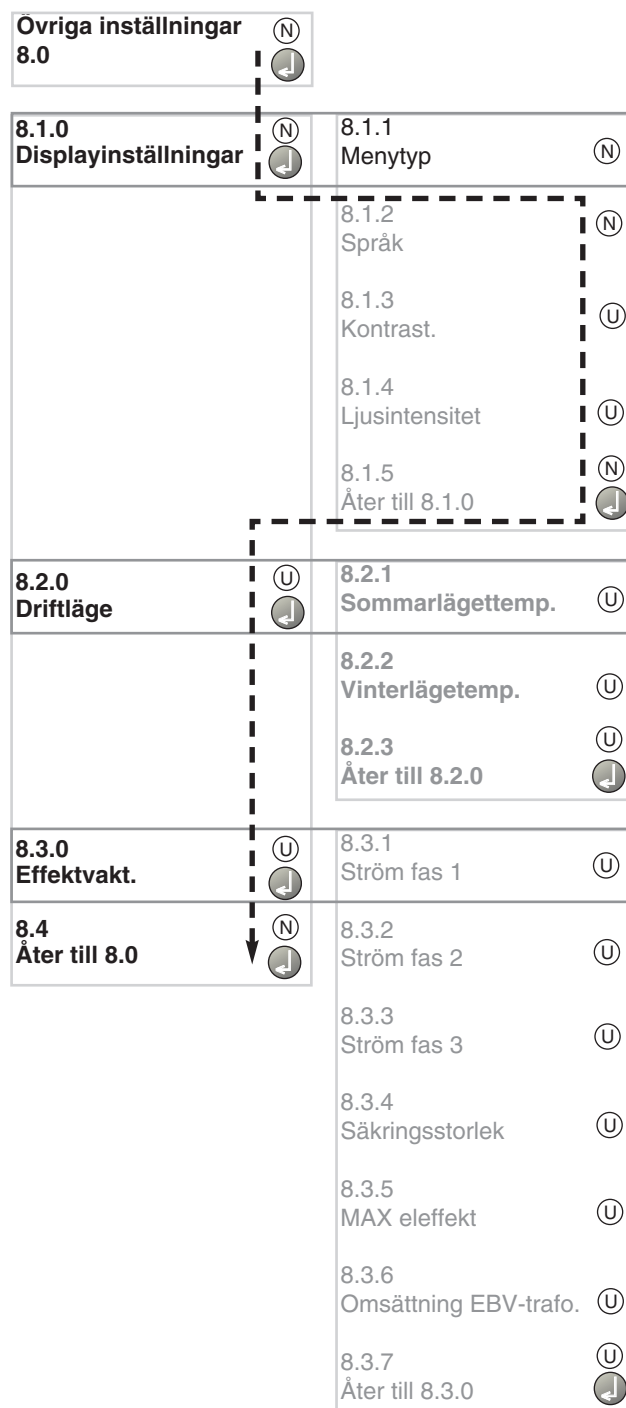 Övriga inställningar N
8.0
8.1.0 N
Displayinställningar
8.1.1
Menytyp N
8.1.2 N
Språk
8.1.3
Kontrast. U
8.1.4
Ljusintensitet U
8.1.5 N
Åter till 8.1.0
8.2.0 U
Driftläge
8.2.1
Sommarlägettemp. U
8.2.2
Vinterlägetemp. U
8.2.3 U
Åter till 8.2.0
8.3.0 U
Effektvakt.
8.3.1
Ström fas 1 U
8.4 N
Åter till 8.0
8.3.2
Ström fas 2 U
8.3.3
Ström fas 3 U
8.3.4
Säkringsstorlek U
8.3.5
MAX eleffekt U
8.3.6
Omsättning EBV-trafo. U
8.3.7 U
Åter till 8.3.0